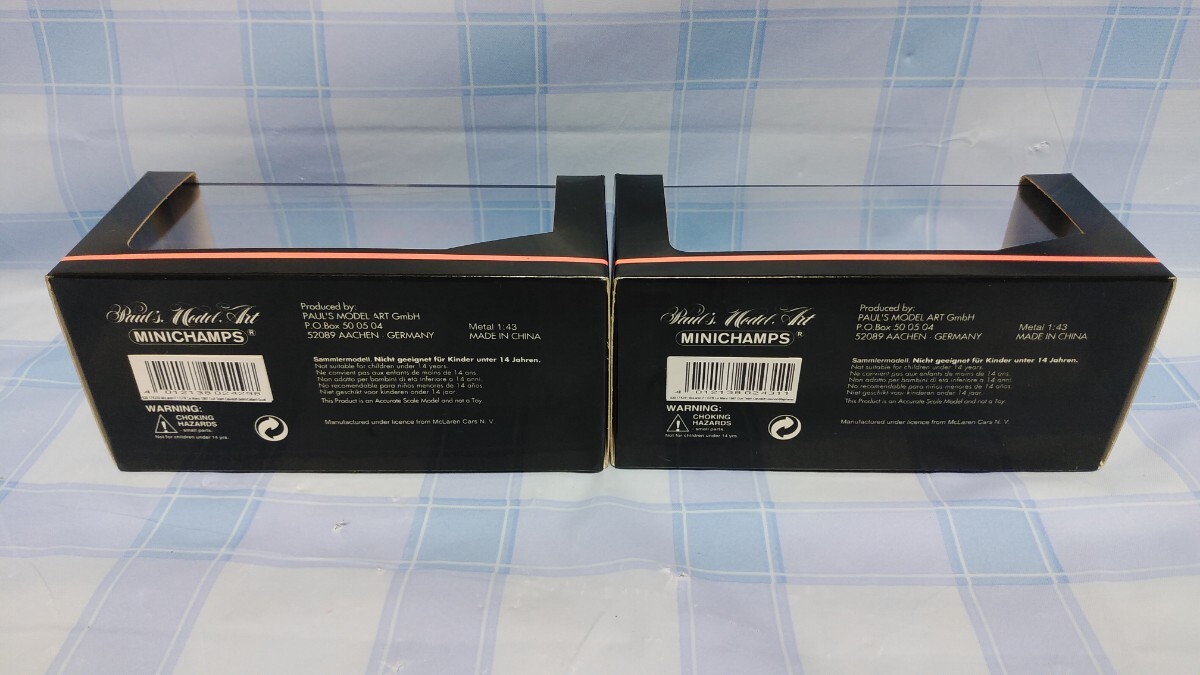 Paul's Model Art
MINICHAMPS®
Produced by:
PAUL'S MODEL ART GmbH
P.O.Box 50 05 04
52089 AACHEN · GERMANY
Metal 1:43
MADE IN CHINA
4 012138 024298
Sammlermodell. Nicht geeignet für Kinder unter 14 Jahren.
Not suitable for children under 14 years.
Ne convient pas aux enfants de moins de 14 ans.
Non adatto per bambini di età inferiore a 14 anni.
No recomendable para niños menores de 14 años.
Niet geschikt voor kinderen onder 14 jaar.
This Product is an Accurate Scale Model and not a Toy
WARNING:
CHOKING
HAZARDS
- small parts.
Not for children under 14 yrs.
Manufactured under licence from McLaren Cars N. V.
Paul's Model Art
MINICHAMPS®
Produced by:
PAUL'S MODEL ART GmbH
P.O.Box 50 05 04
52089 AACHEN · GERMANY
Metal 1:43
MADE IN CHINA
4 012138 024311
Sammlermodell. Nicht geeignet für Kinder unter 14 Jahren.
Not suitable for children under 14 years.
Ne convient pas aux enfants de moins de 14 ans.
Non adatto per bambini di età inferiore a 14 anni.
No recomendable para niños menores de 14 años.
Niet geschikt voor kinderen onder 14 jaar.
This Product is an Accurate Scale Model and not a Toy
WARNING:
CHOKING
HAZARDS
- small parts.
Not for children under 14 yrs.
Manufactured under licence from McLaren Cars N. V.